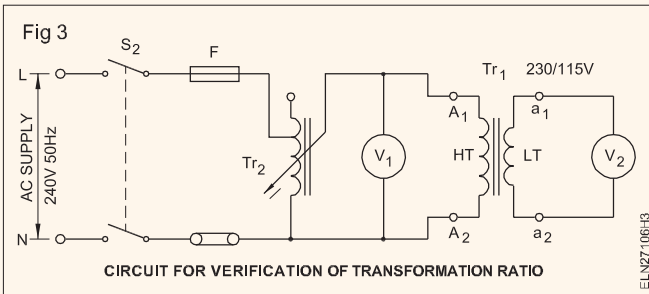 Fig 3
S2
F
L
AC SUPPLY
240V 50Hz
N
Tr2
V1
A1
HT
A2
Tr1 230/115V
LT
a1
a2
V2
CIRCUIT FOR VERIFICATION OF TRANSFORMATION RATIO
ELN27106H3